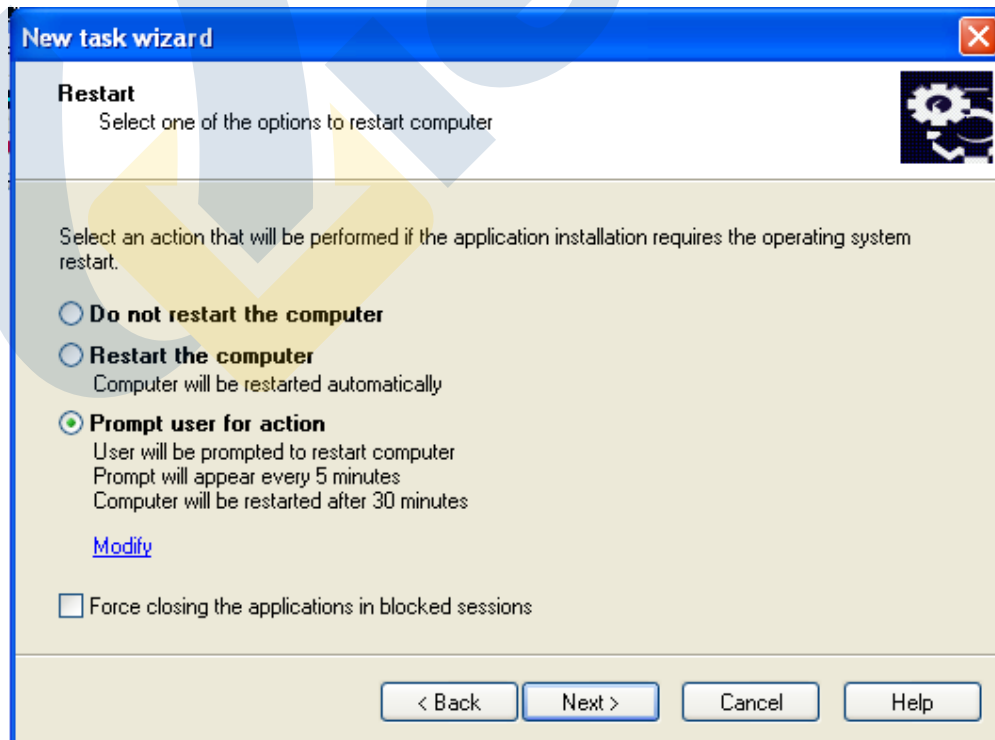 New task wizard
Restart
Select one of the options to restart computer
Select an action that will be performed if the application installation requires the operating system
restart.
Do not restart the computer
Restart the computer
Computer will be restarted automatically
Prompt user for action
User will be prompted to restart computer
Prompt will appear every 5 minutes
Computer will be restarted after 30 minutes
Modify
Force closing the applications in blocked sessions
< Back Next > Cancel Help